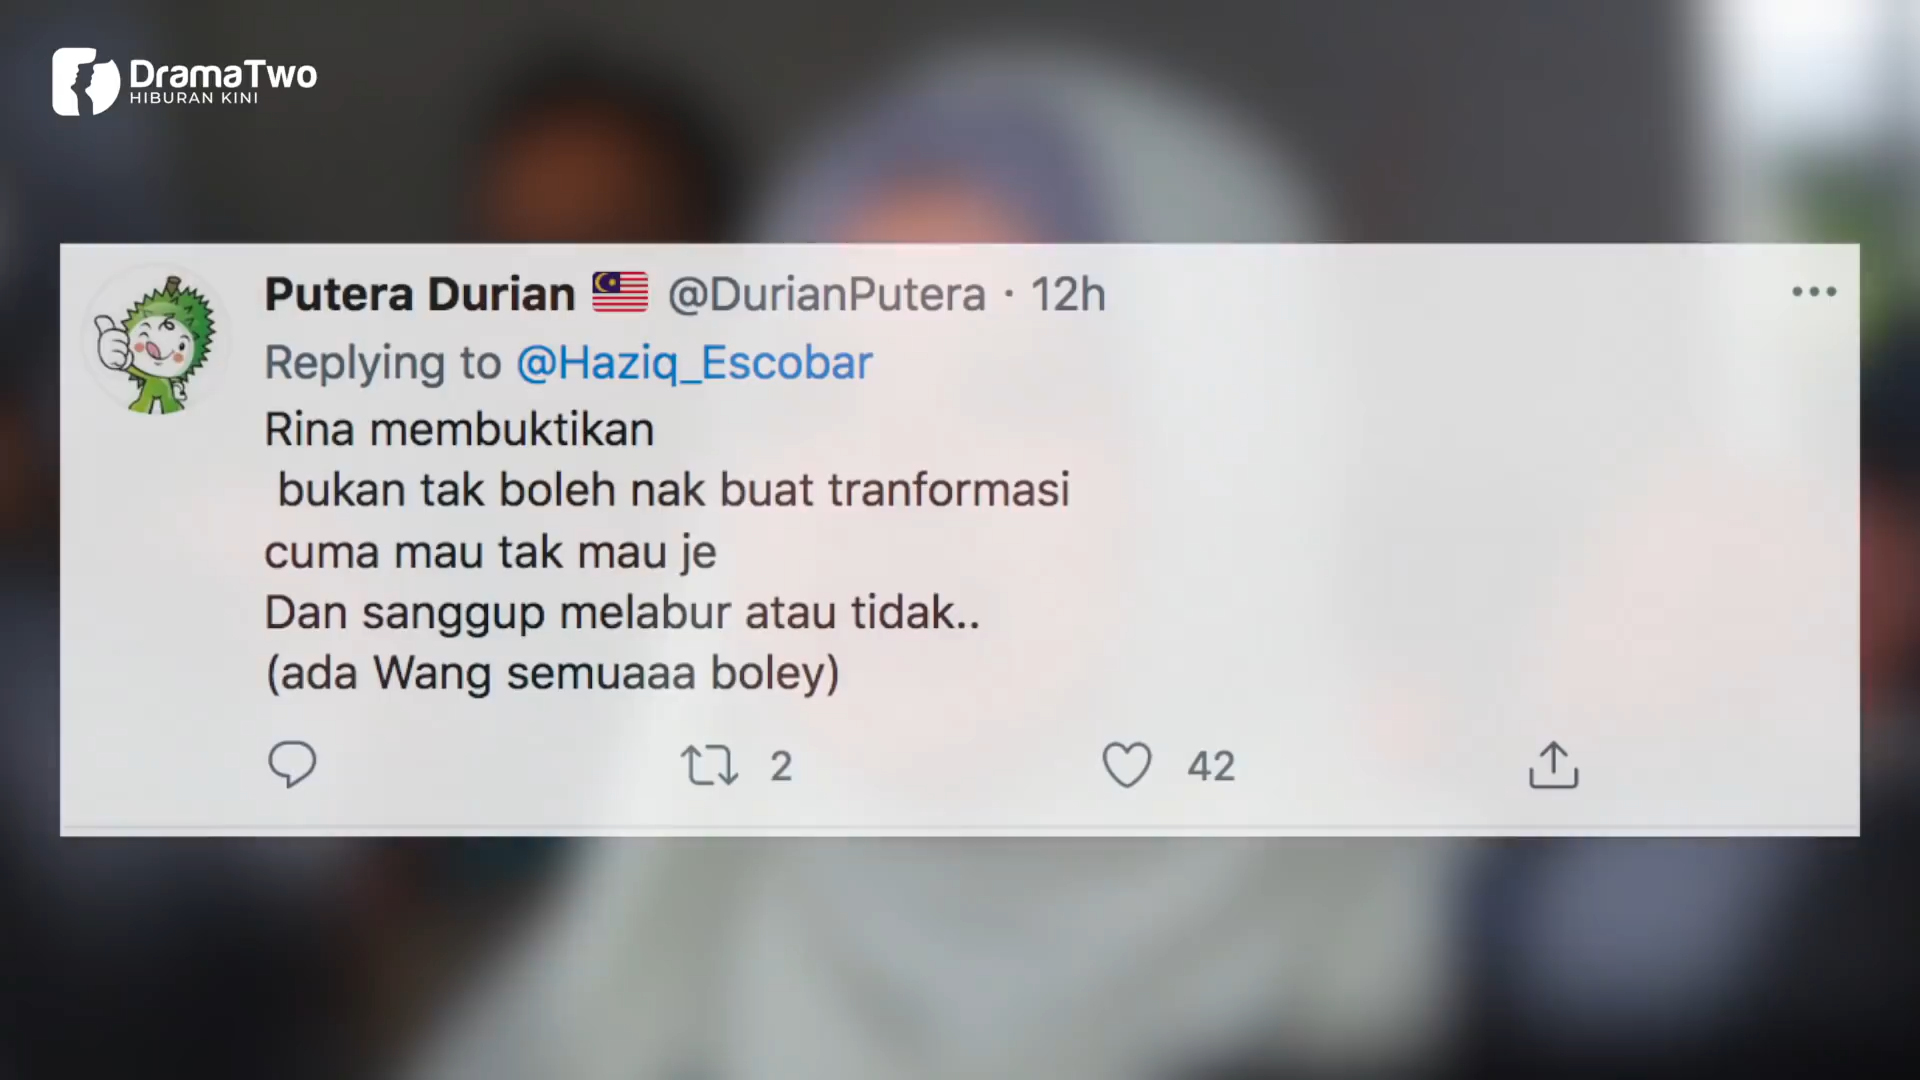 DramaTwo
HIBURAN KINI
Putera Durian 🇲🇾 @DurianPutera · 12h
Replying to @Haziq_Escobar
Rina membuktikan
bukan tak boleh nak buat tranformasi
cuma mau tak mau je
Dan sanggup melabur atau tidak..
(ada Wang semuaaa boley)
2 42